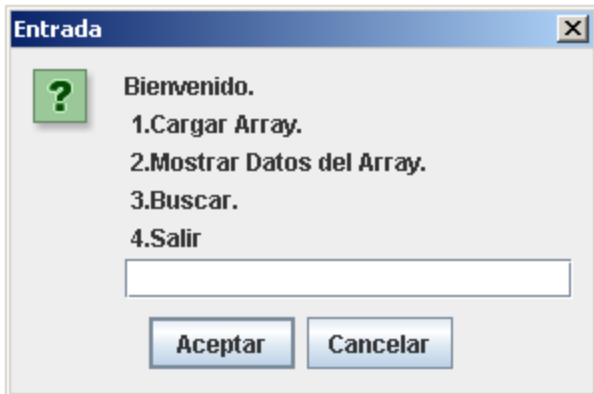 Entrada
Bienvenido.
1.Cargar Array.
2.Mostrar Datos del Array.
3.Buscar.
4.Salir
Aceptar Cancelar